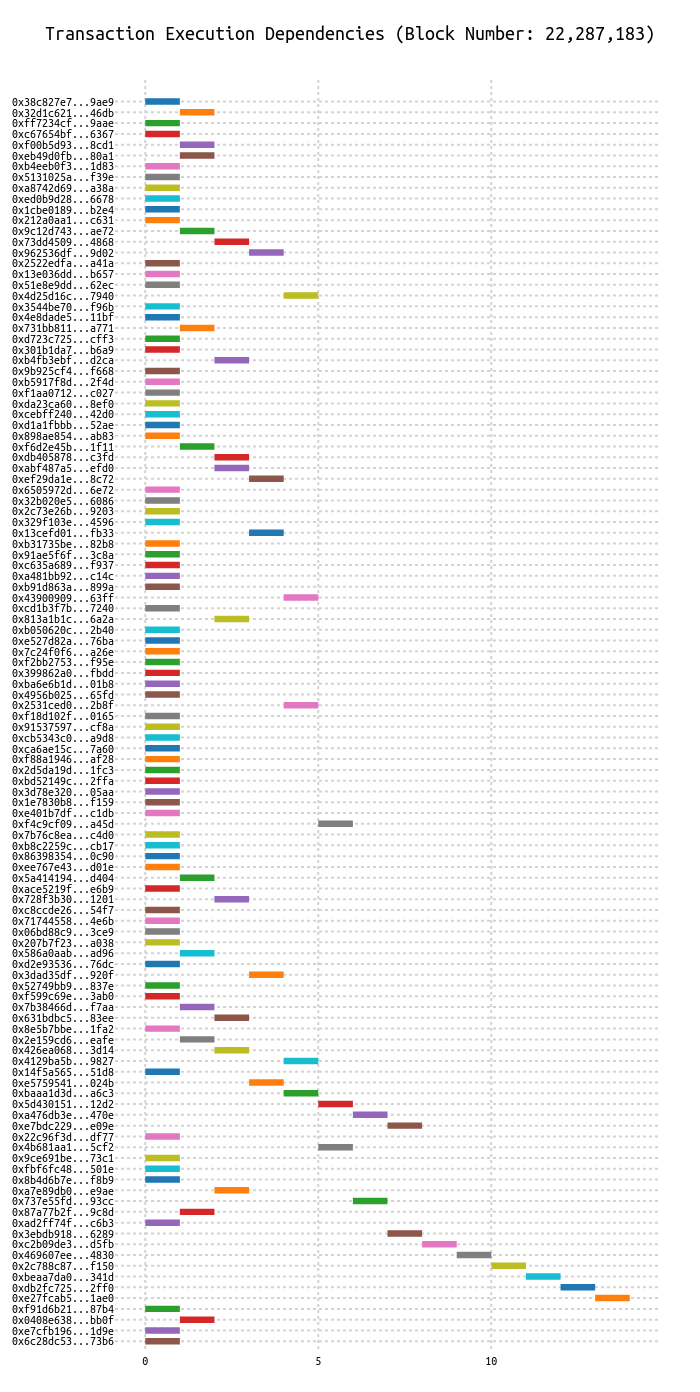 Transaction Execution Dependencies (Block Number: 22,287,183)
0x38c827e7...9ae9
0x32d1c621...46db
0xff7234cf...9aae
0xc67654bf...6367
0xf00b5d93...8cd1
0xeb49d0fb...80a1
0xb4eeb0f3...1d83
0x5131025a...f39e
0xa8742d69...a38a
0xed0b9d28...6678
0x1cbe0189...b2e4
0x212a0aa1...c631
0x9c12d743...ae72
0x73dd4509...4868
0x962536df...9d02
0x2522edfa...a41a
0x13e036dd...b657
0x51e8e9dd...62ec
0x4d25d16c...7940
0x3544be70...f96b
0x4e8dade5...11bf
0x731bb811...a771
0xd723c725...cff3
0x301b1da7...b6a9
0xb4fb3ebf...d2ca
0x9b925cf4...f668
0xb5917f8d...2f4d
0xf1aa0712...c027
0xda23ca60...8ef0
0xcebff240...42d0
0xd1a1fbbb...52ae
0x898ae854...ab83
0xf6d2e45b...1f11
0xdb405878...c3fd
0xabf487a5...efd0
0xef29da1e...8c72
0x6505972d...6e72
0x32b020e5...6086
0x2c73e26b...9203
0x329f103e...4596
0x13cefd01...fb33
0xb31735be...82b8
0x91ae5f6f...3c8a
0xc635a689...f937
0xa481bb92...c14c
0xb91d863a...899a
0x43900909...63ff
0xcd1b3f7b...7240
0x813a1b1c...6a2a
0xb050620c...2b40
0xe527d82a...76ba
0x7c24f0f6...a26e
0xf2bb2753...f95e
0x399862a0...fbdd
0xba6e6b1d...01b8
0x4956b025...65fd
0x2531ced0...2b8f
0xf18d102f...0165
0x91537597...cf8a
0xcb5343c0...a9d8
0xca6ae15c...7a60
0xf88a1946...af28
0x2d5da19d...1fc3
0xbd52149c...2ffa
0x3d78e320...05aa
0x1e7830b8...f159
0xe401b7df...c1db
0xf4c9cf09...a45d
0x7b76c8ea...c4d0
0xb8c2259c...cb17
0x86398354...0c90
0xee767e43...d01e
0x5a414194...d404
0xace5219f...e6b9
0x728f3b30...1201
0xc8ccde26...54f7
0x71744558...4e6b
0x06bd88c9...3ce9
0x207b7f23...a038
0x586a0aab...ad96
0xd2e93536...76dc
0x3dad35df...920f
0x52749bb9...837e
0xf599c69e...3ab0
0x7b38466d...f7aa
0x631bdbc5...83ee
0x8e5b7bbe...1fa2
0x2e159cd6...eafe
0x426ea068...3d14
0x4129ba5b...9827
0x14f5a565...51d8
0xe5759541...024b
0xbaaa1d3d...a6c3
0x5d430151...12d2
0xa476db3e...470e
0xe7bdc229...e09e
0x22c96f3d...df77
0x4b681aa1...5cf2
0x9ce691be...73c1
0xfbf6fc48...501e
0x8b4d6b7e...f8b9
0xa7e89db0...e9ae
0x737e55fd...93cc
0x87a77b2f...9c8d
0xad2ff74f...c6b3
0x3ebdb918...6289
0xc2b09de3...d5fb
0x469607ee...4830
0x2c788c87...f150
0xbeaa7da0...341d
0xdb2fc725...2ff0
0xe27fcab5...1ae0
0xf91d6b21...87b4
0x0408e638...bb0f
0xe7cfb196...1d9e
0x6c28dc53...73b6
0 5 10